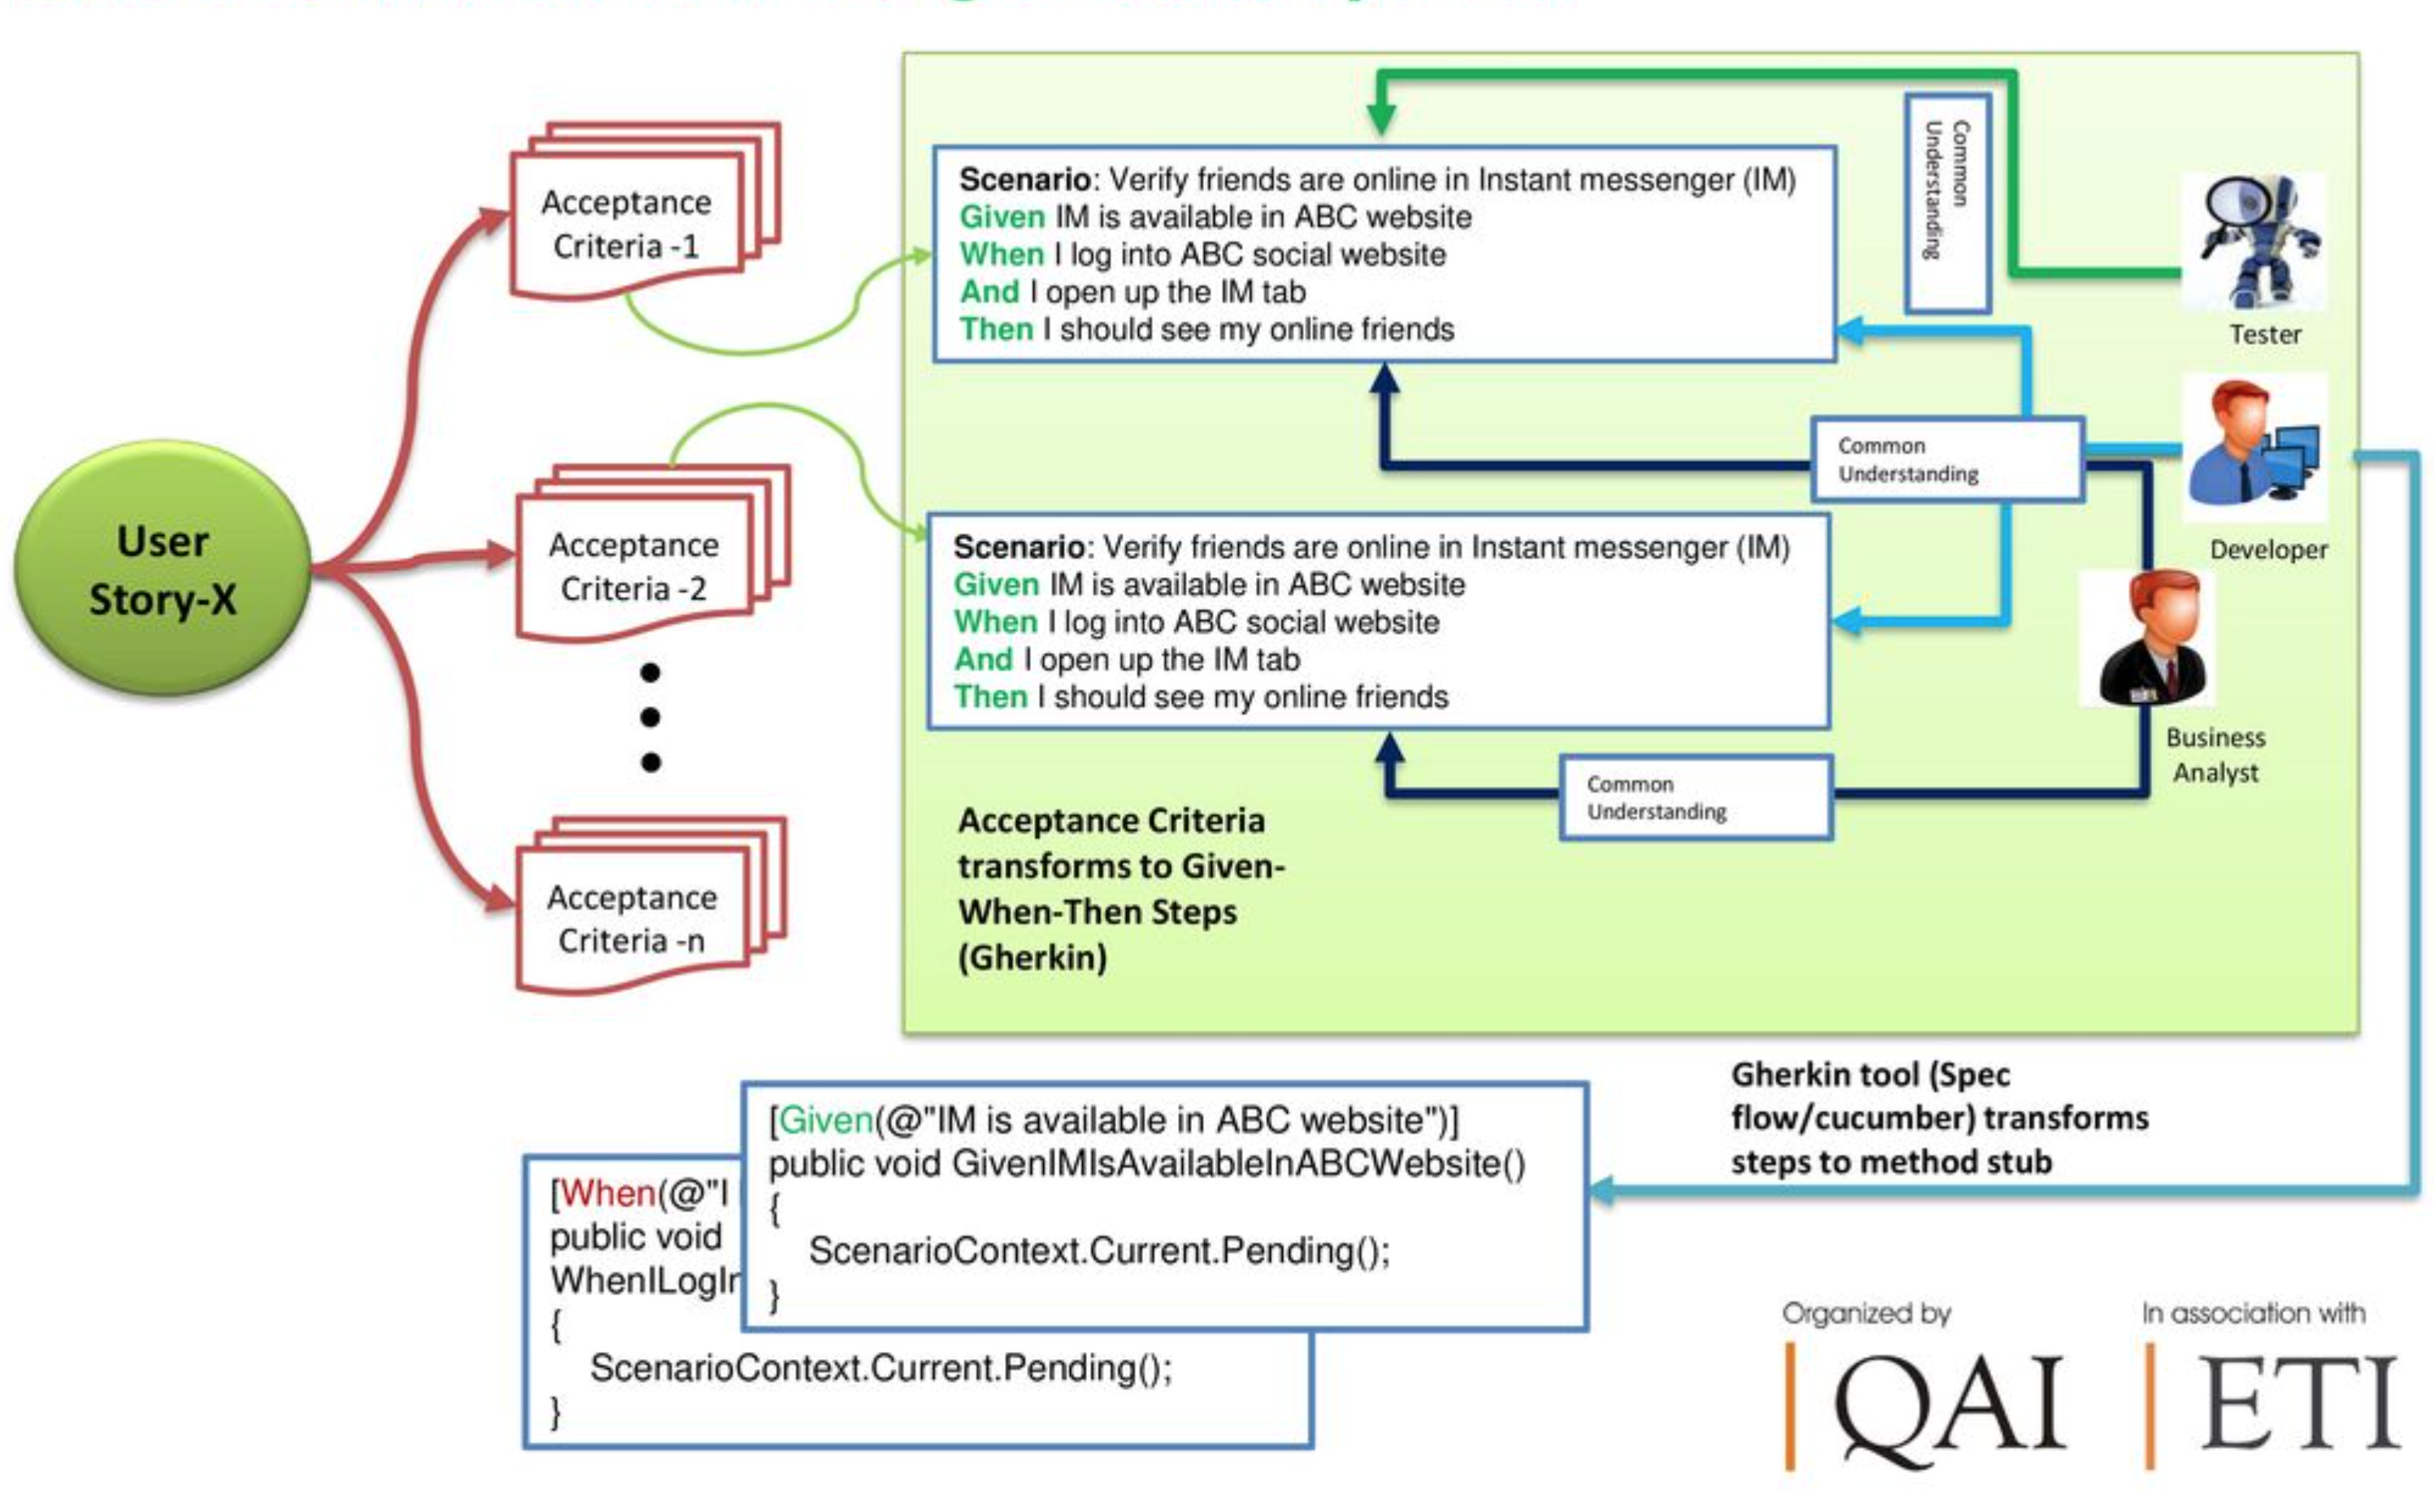 User
Story-X
Acceptance
Criteria -1
Acceptance
Criteria -2
Acceptance
Criteria -n
Scenario: Verify friends are online in Instant messenger (IM)
Given IM is available in ABC website
When I log into ABC social website
And I open up the IM tab
Then I should see my online friends
Common
Understanding
Tester
Common
Understanding
Developer
Scenario: Verify friends are online in Instant messenger (IM)
Given IM is available in ABC website
When I log into ABC social website
And I open up the IM tab
Then I should see my online friends
Business
Analyst
Common
Understanding
Acceptance Criteria
transforms to Given-
When-Then Steps
(Gherkin)
Gherkin tool (Spec
flow/cucumber) transforms
steps to method stub
[Given(@"IM is available in ABC website")]
public void GivenIMIsAvailableInABCWebsite()
{
ScenarioContext.Current.Pending();
}
[When(@"I
public void
WhenILogIn
{
ScenarioContext.Current.Pending();
}
Organized by
QAI
In association with
ETI